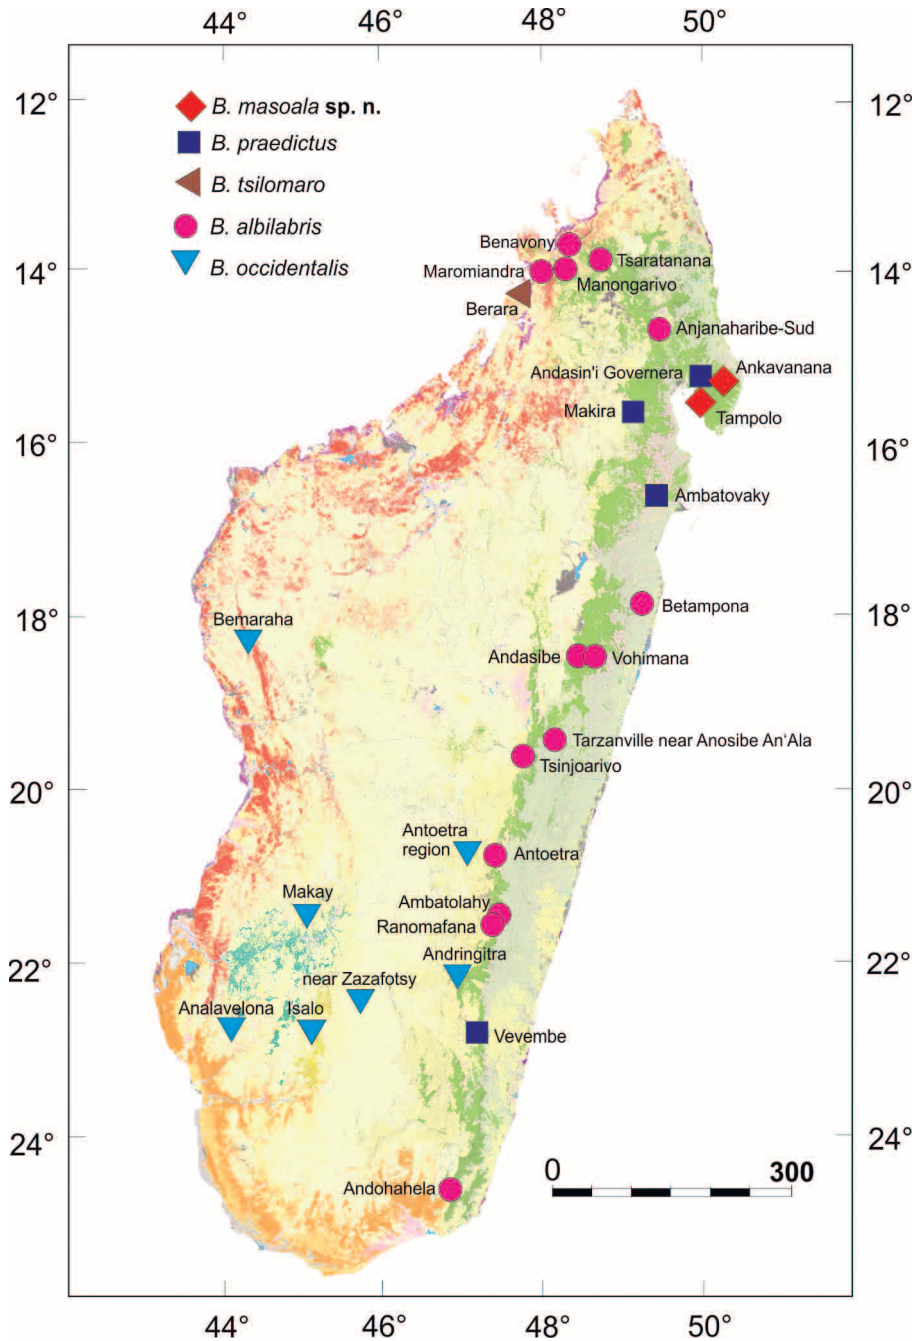 44° 46° 48° 50°
12° 12°
B. masoala sp. n.
B. praedictus
B. tsilomaro
B. albilabris
B. occidentalis
Benavony
Tsaratanana
Maromiandra
14° 14°
Manongarivo
Berara
Anjanaharibe-Sud
Ankavanana
Andasin'i Governera
Makira
Tampolo
16° 16°
Ambatovaky
Betampona
18° 18°
Bemaraha
Andasibe
Vohimana
Tarzanville near Anosibe An'Ala
Tsinjoarivo
20° 20°
Antoetra
region
Antoetra
Makay
Ambatolahy
Ranomafana
Andringitra
22° 22°
near Zazafotsy
Analavelona
Isalo
Vevembe
24° 24°
0 300
Andohahela
44° 46° 48° 50°